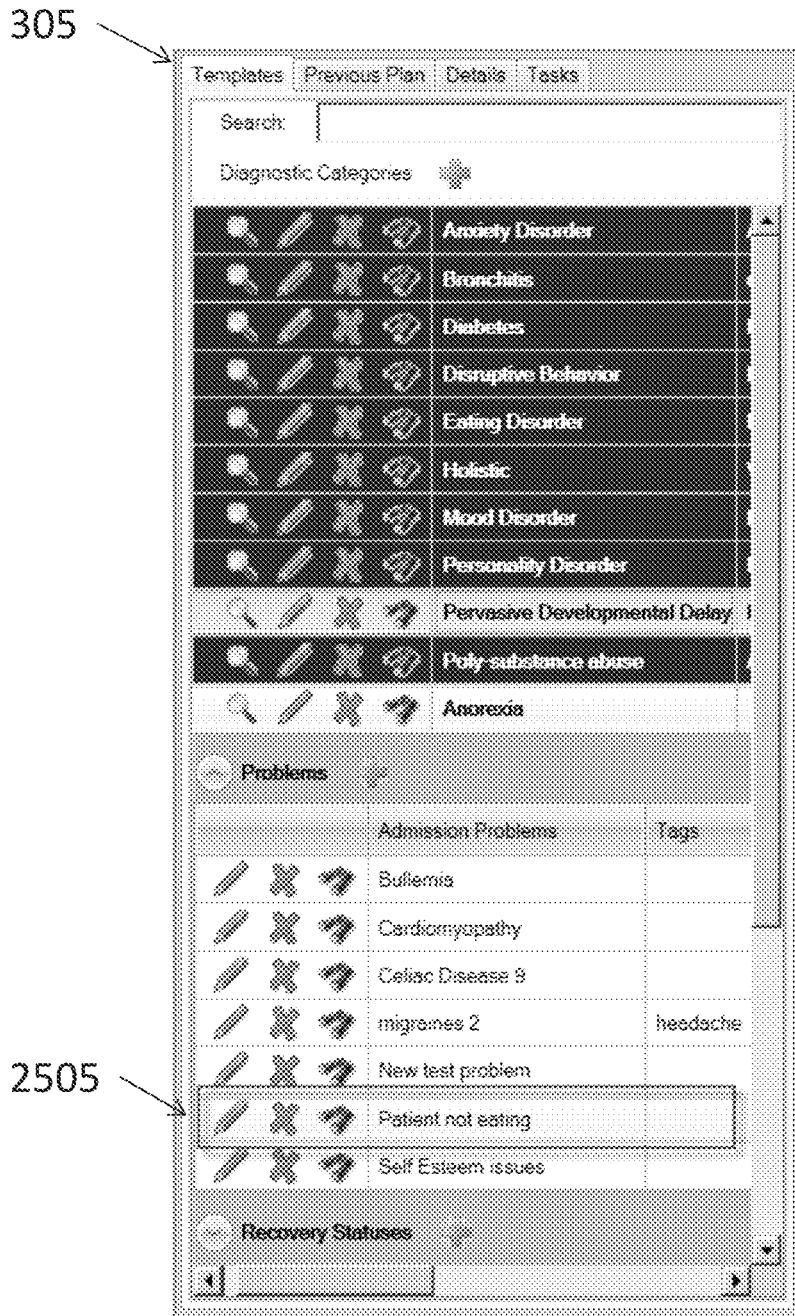 305
Templates Previous Plan Details Tasks
Search:
Diagnostic Categories
Anxiety Disorder
Bronchitis
Diabetes
Disruptive Behavior
Eating Disorder
Holistic
Mood Disorder
Personality Disorder
Pervasive Developmental Delay
Poly-substance abuse
Anorexia
Problems
Admission Problems Tags
Bullemia
Cardiomyopathy
Celiac Disease 9
migraines 2 headache
New test problem
2505
Patient not eating
Self Esteem issues
Recovery Statuses